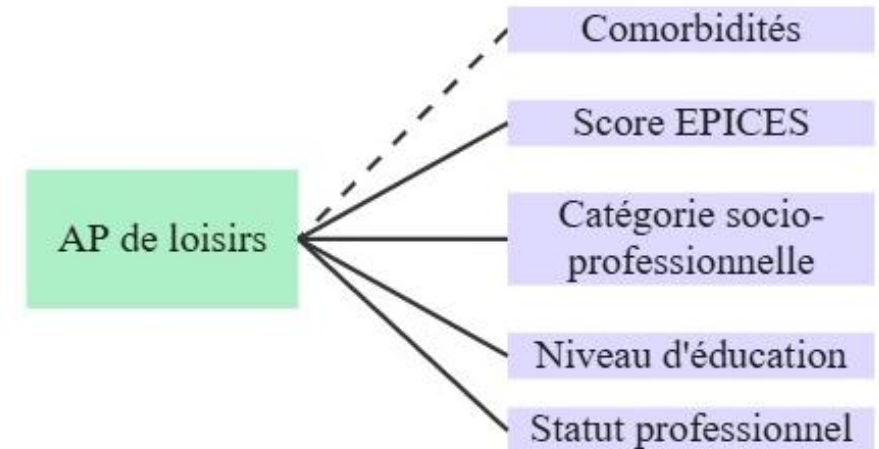 Comorbidités
Score EPICES
AP de loisirs
Catégorie socio-
professionnelle
Niveau d'éducation
Statut professionnel